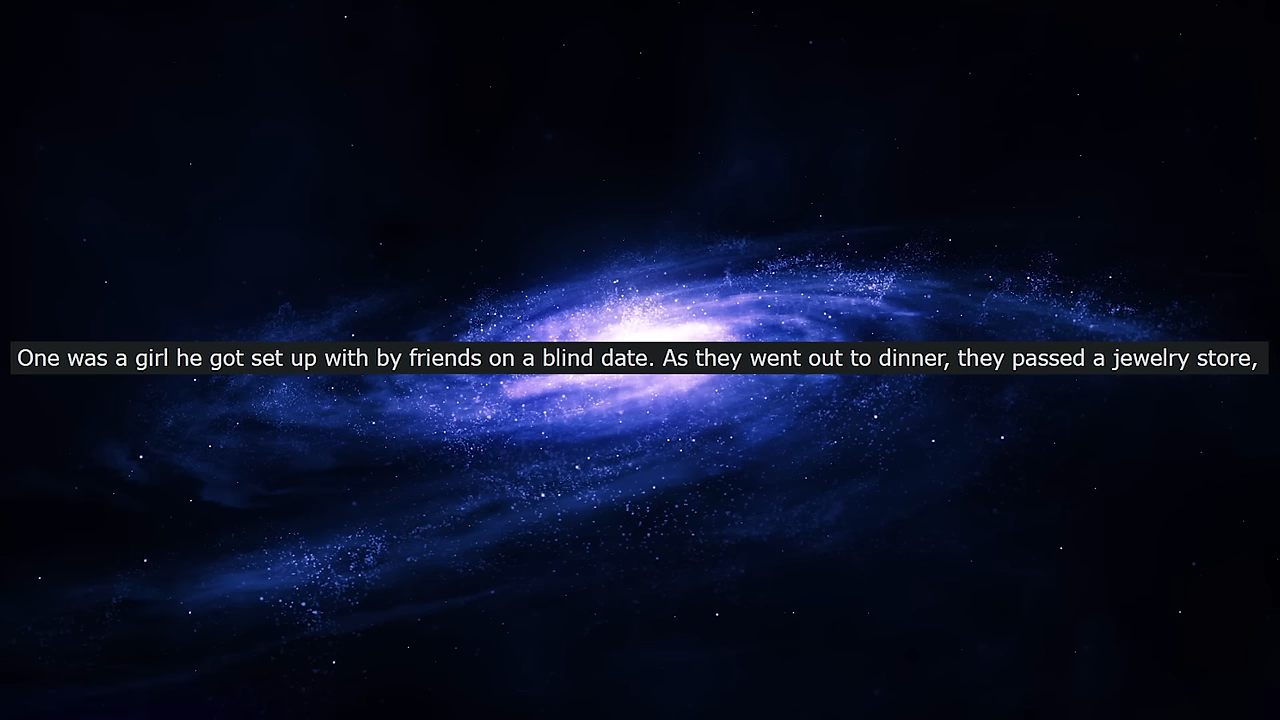 One was a girl he got set up with by friends on a blind date. As they went out to dinner, they passed a jewelry store,